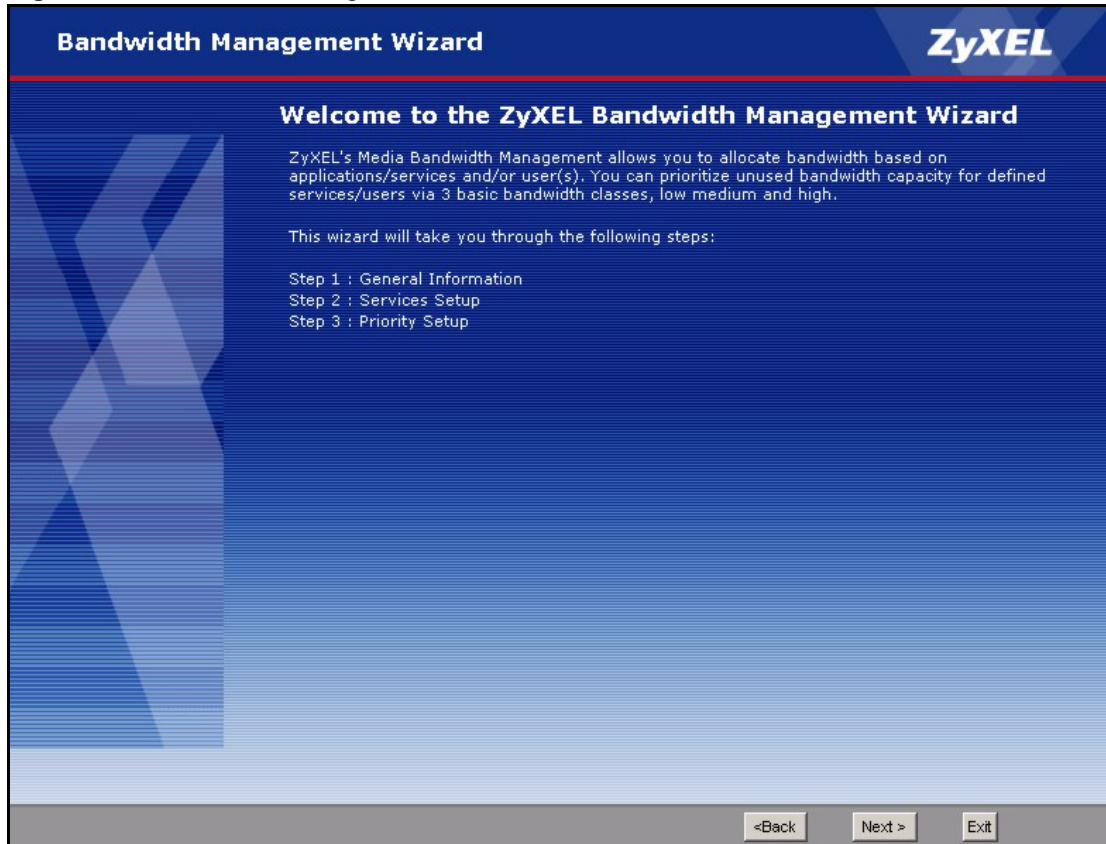 Bandwidth Management Wizard
ZyXEL
Welcome to the ZyXEL Bandwidth Management Wizard
ZyXEL's Media Bandwidth Management allows you to allocate bandwidth based on
applications/services and/or user(s). You can prioritize unused bandwidth capacity for defined
services/users via 3 basic bandwidth classes, low medium and high.
This wizard will take you through the following steps:
Step 1 : General Information
Step 2 : Services Setup
Step 3 : Priority Setup
<Back
Next >
Exit